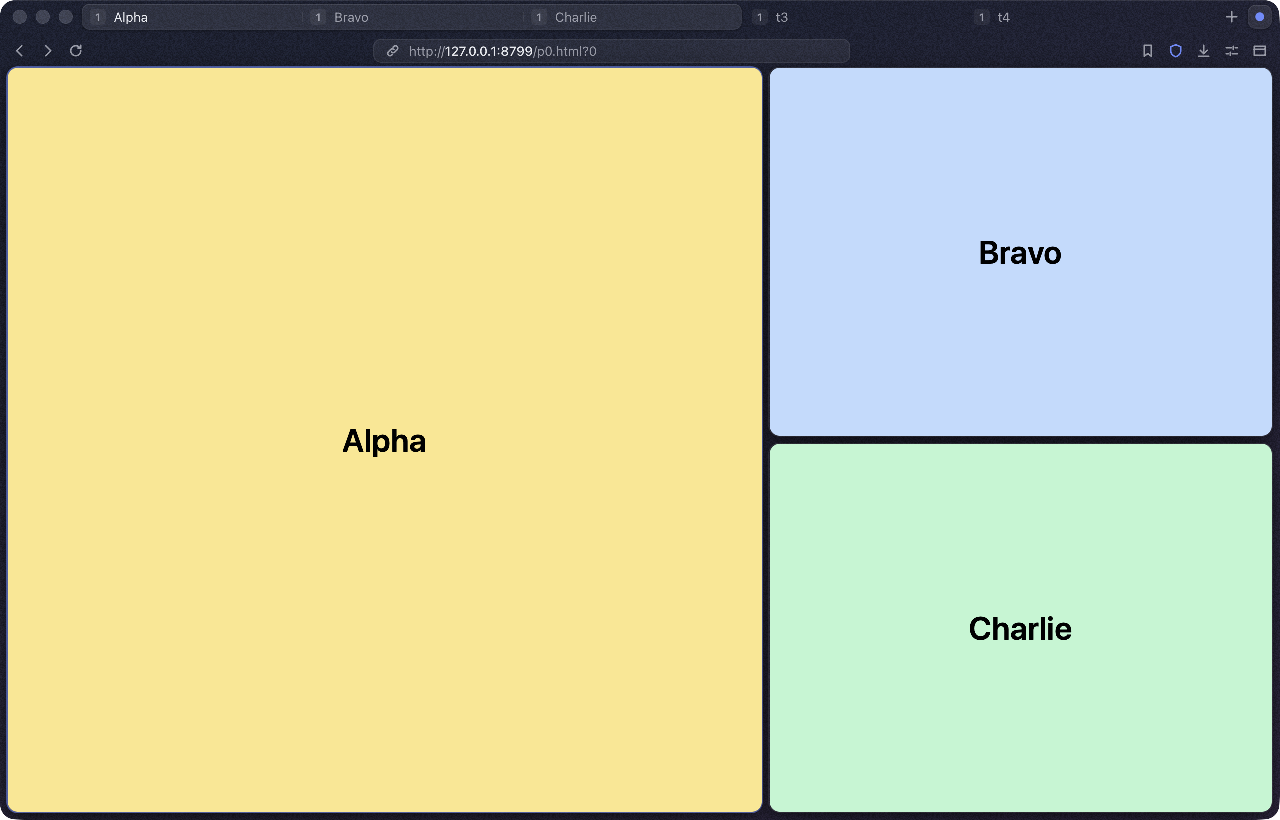 1 Alpha 1 Bravo 1 Charlie 1 t3 1 t4
http://127.0.0.1:8799/p0.html?0
Alpha
Bravo
Charlie